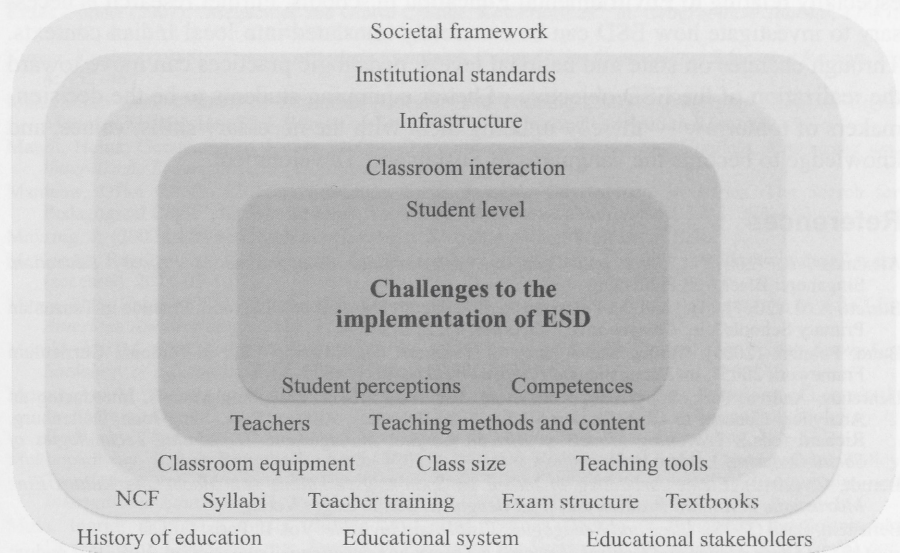 Societal framework
Institutional standards
Infrastructure
Classroom interaction
Student level
Challenges to the
implementation of ESD
Student perceptions Competences
Teachers Teaching methods and content
Classroom equipment Class size Teaching tools
NCF Syllabi Teacher training Exam structure Textbooks
History of education Educational system Educational stakeholders